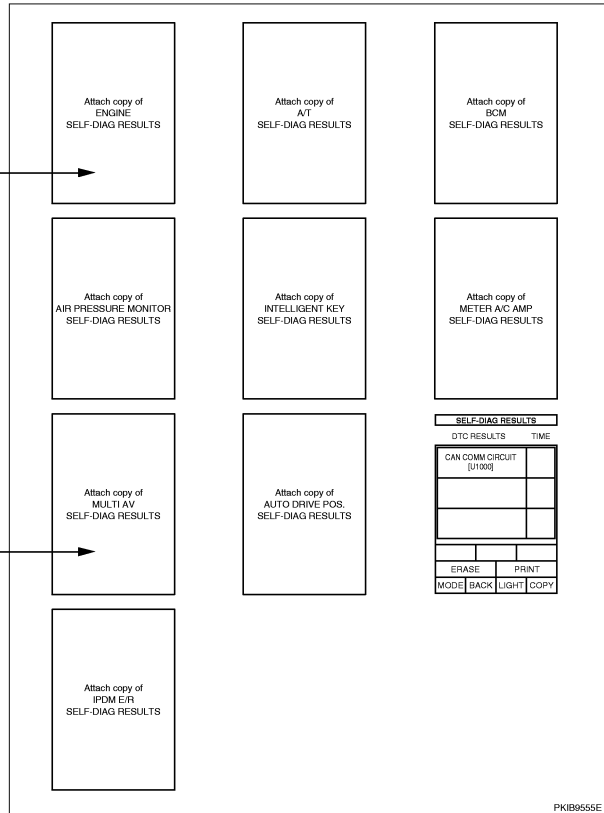 Attach copy of
ENGINE
SELF-DIAG RESULTS
Attach copy of
A/T
SELF-DIAG RESULTS
Attach copy of
BCM
SELF-DIAG RESULTS
Attach copy of
AIR PRESSURE MONITOR
SELF-DIAG RESULTS
Attach copy of
INTELLIGENT KEY
SELF-DIAG RESULTS
Attach copy of
METER A/C AMP
SELF-DIAG RESULTS
Attach copy of
MULTI AV
SELF-DIAG RESULTS
Attach copy of
AUTO DRIVE POS.
SELF-DIAG RESULTS
SELF-DIAG RESULTS
DTC RESULTS TIME
CAN COMM CIRCUIT
[U1000]
ERASE PRINT
MODE BACK LIGHT COPY
Attach copy of
IPDM E/R
SELF-DIAG RESULTS
PKIB9555E